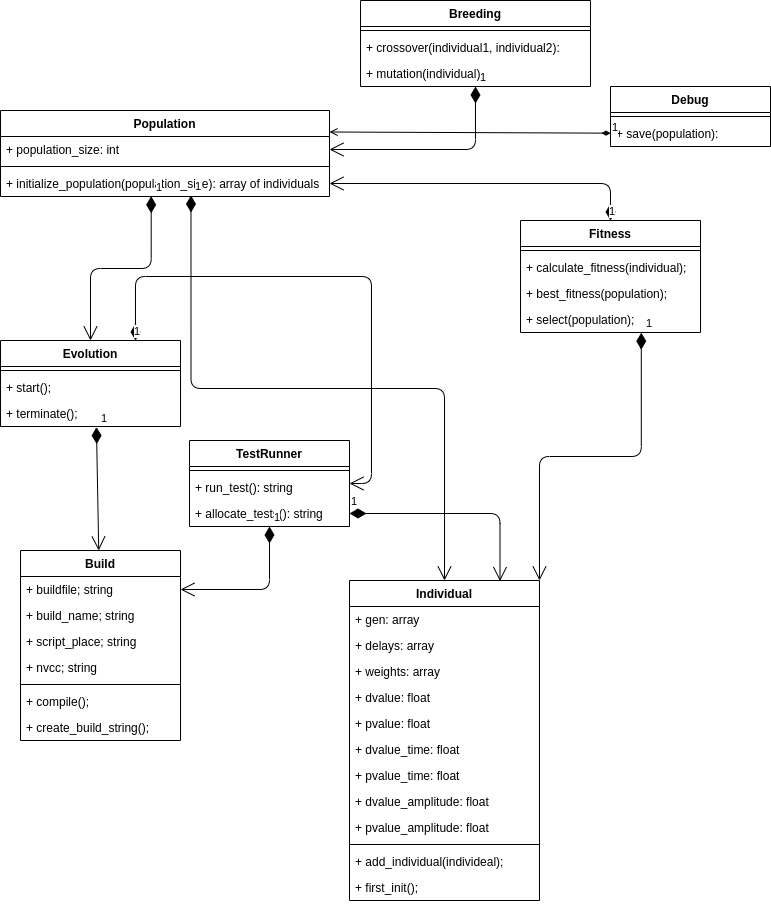 Breeding
+ crossover(individual1, individual2):
+ mutation(individual)
1
Debug
+ save(population):
1
Population
+ population_size: int
+ initialize_population(population_size): array of individuals
1
1
1
Fitness
+ calculate_fitness(individual);
+ best_fitness(population);
+ select(population);
1
1
Evolution
+ start();
+ terminate();
1
TestRunner
+ run_test(): string
+ allocate_tests(): string
1
1
Build
+ buildfile; string
+ build_name; string
+ script_place; string
+ nvcc; string
+ compile();
+ create_build_string();
Individual
+ gen: array
+ delays: array
+ weights: array
+ dvalue: float
+ pvalue: float
+ dvalue_time: float
+ pvalue_time: float
+ dvalue_amplitude: float
+ pvalue_amplitude: float
+ add_individual(individeal);
+ first_init();